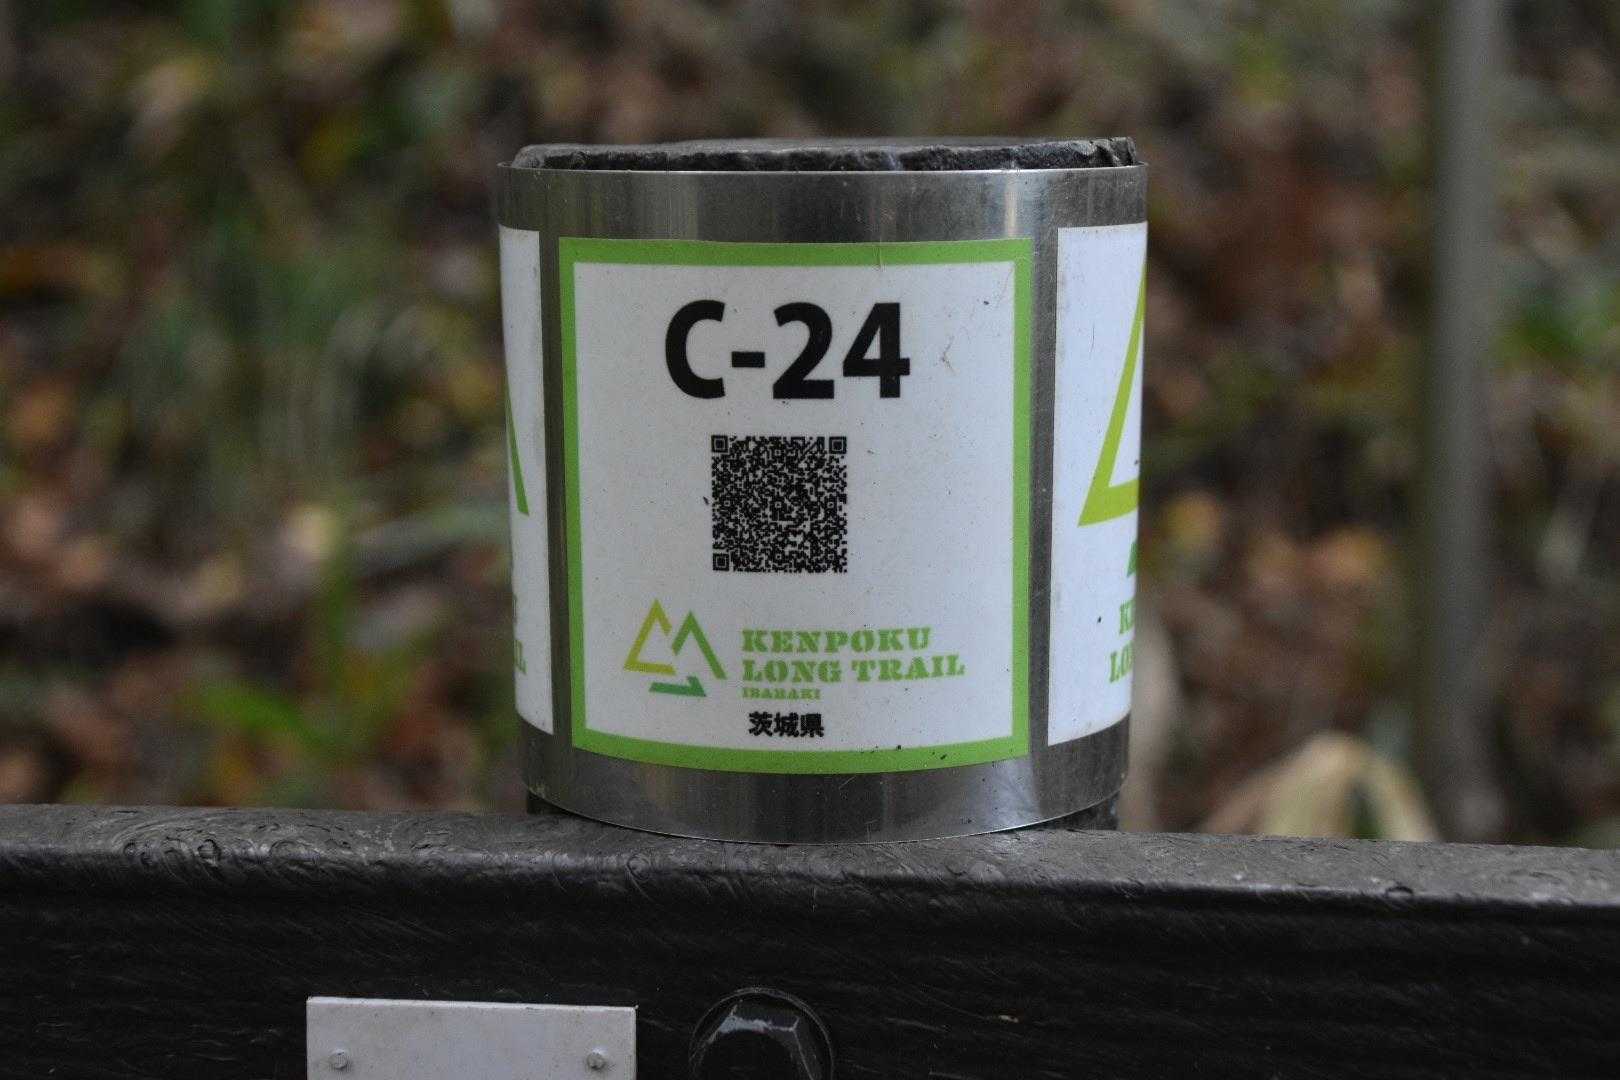 C-24
KENPOKU
LONG TRAIL
IBARAKI
茨城県